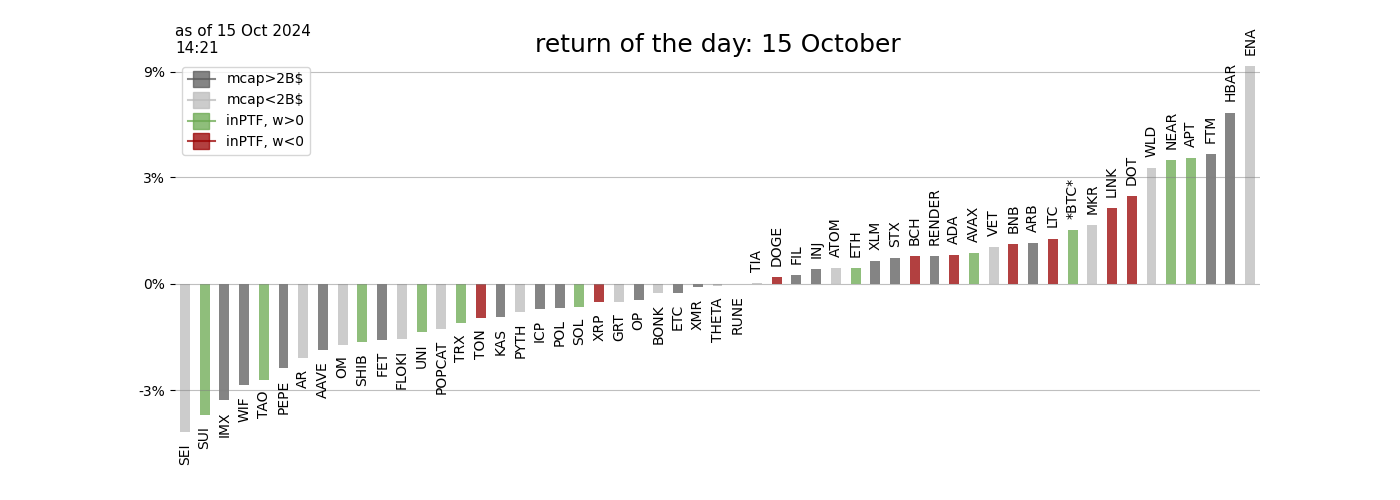 as of 15 Oct 2024
14:21
return of the day: 15 October
9%
3%
0%
-3%
mcap>2B$
mcap<2B$
inPTF, w>0
inPTF, w<0
SEI
SUI
IMX
WIF
TAO
PEPE
AR
AAVE
OM
SHIB
FET
FLOKI
UNI
POPCAT
TRX
TON
KAS
PYTH
ICP
POL
SOL
XRP
GRT
OP
BONK
ETC
XMR
THETA
RUNE
TIA
DOGE
FIL
INJ
ATOM
ETH
XLM
STX
BCH
RENDER
ADA
AVAX
VET
BNB
ARB
LTC
*BTC*
MKR
LINK
DOT
WLD
NEAR
APT
FTM
HBAR
ENA